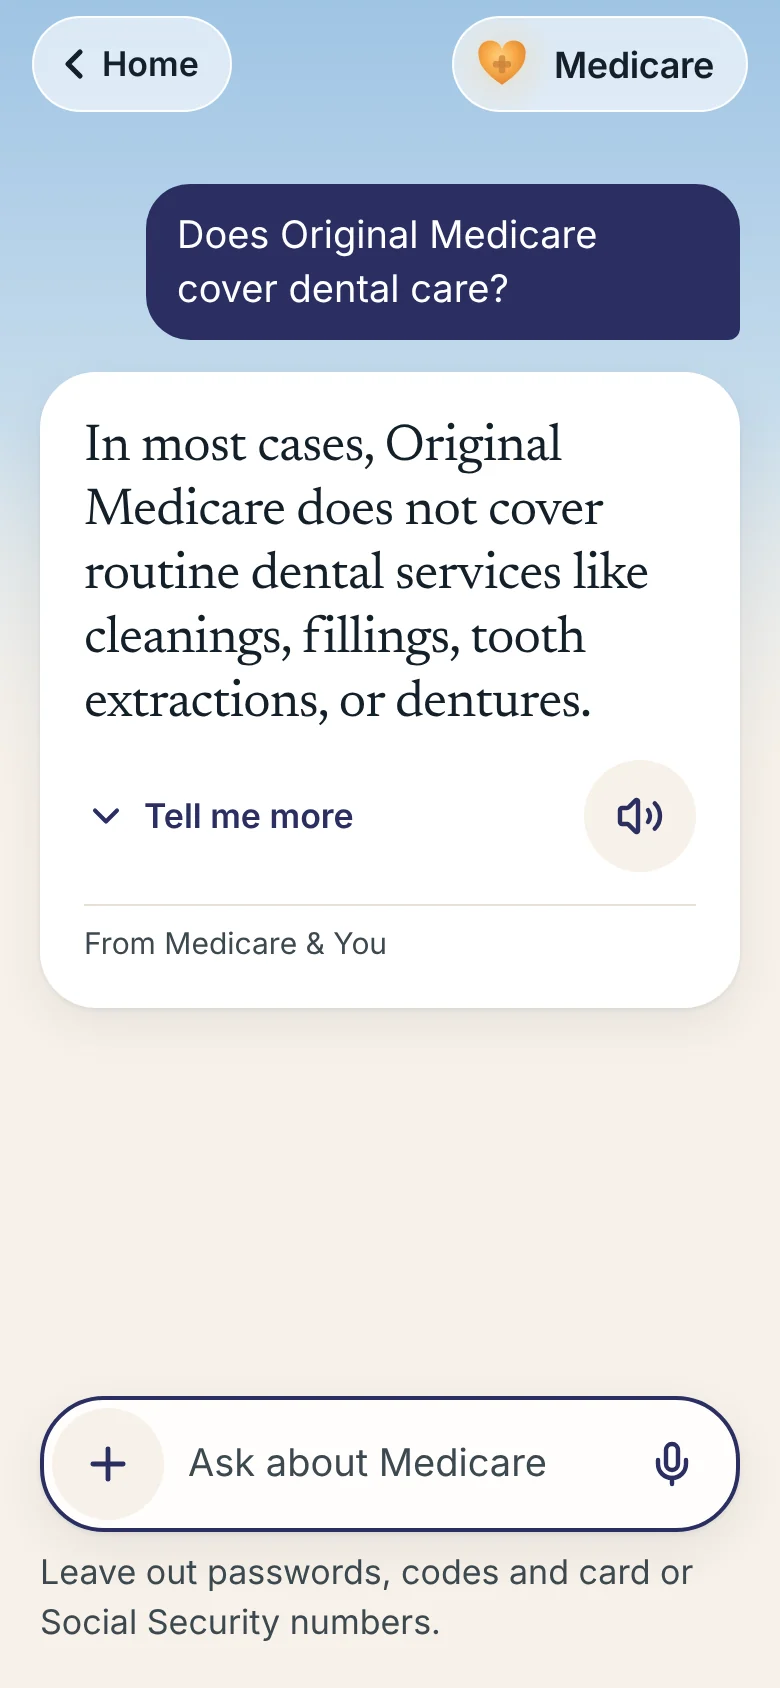 Home
Medicare
Does Original Medicare
cover dental care?
In most cases, Original
Medicare does not cover
routine dental services like
cleanings, fillings, tooth
extractions, or dentures.
Tell me more
From Medicare & You
Ask about Medicare
Leave out passwords, codes and card or
Social Security numbers.